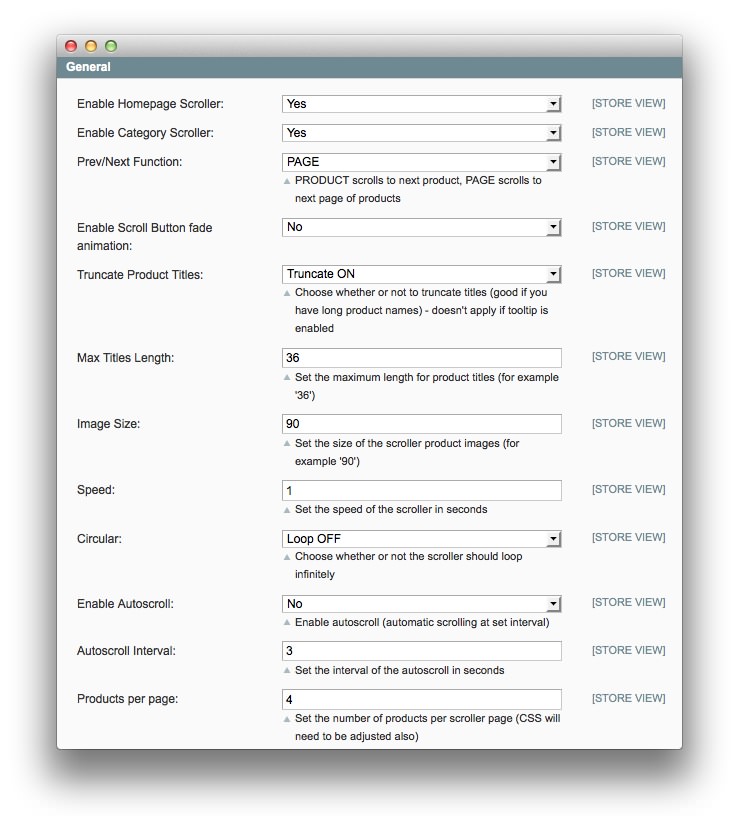 General
Enable Homepage Scroller: Yes [STORE VIEW]
Enable Category Scroller: Yes [STORE VIEW]
Prev/Next Function: PAGE [STORE VIEW]
PRODUCT scrolls to next product, PAGE scrolls to
next page of products
Enable Scroll Button fade No [STORE VIEW]
animation:
Truncate Product Titles: Truncate ON [STORE VIEW]
Choose whether or not to truncate titles (good if you
have long product names) - doesn't apply if tooltip is
enabled
Max Titles Length: 36 [STORE VIEW]
Set the maximum length for product titles (for example
'36')
Image Size: 90 [STORE VIEW]
Set the size of the scroller product images (for
example '90')
Speed: 1 [STORE VIEW]
Set the speed of the scroller in seconds
Circular: Loop OFF [STORE VIEW]
Choose whether or not the scroller should loop
infinitely
Enable Autoscroll: No [STORE VIEW]
Enable autoscroll (automatic scrolling at set interval)
Autoscroll Interval: 3 [STORE VIEW]
Set the interval of the autoscroll in seconds
Products per page: 4 [STORE VIEW]
Set the number of products per scroller page (CSS will
need to be adjusted also)